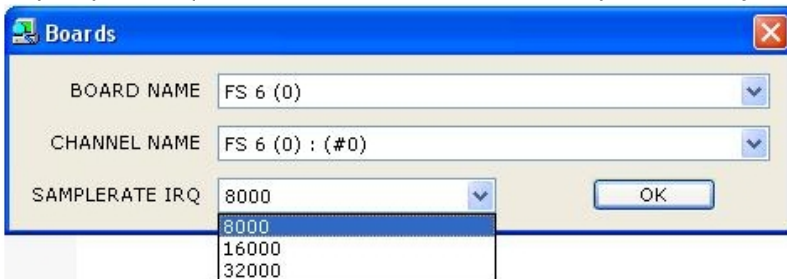 Boards
BOARD NAME FS 6 (0)
CHANNEL NAME FS 6 (0) : (#0)
SAMPLERATE IRQ 8000 OK
8000
16000
32000